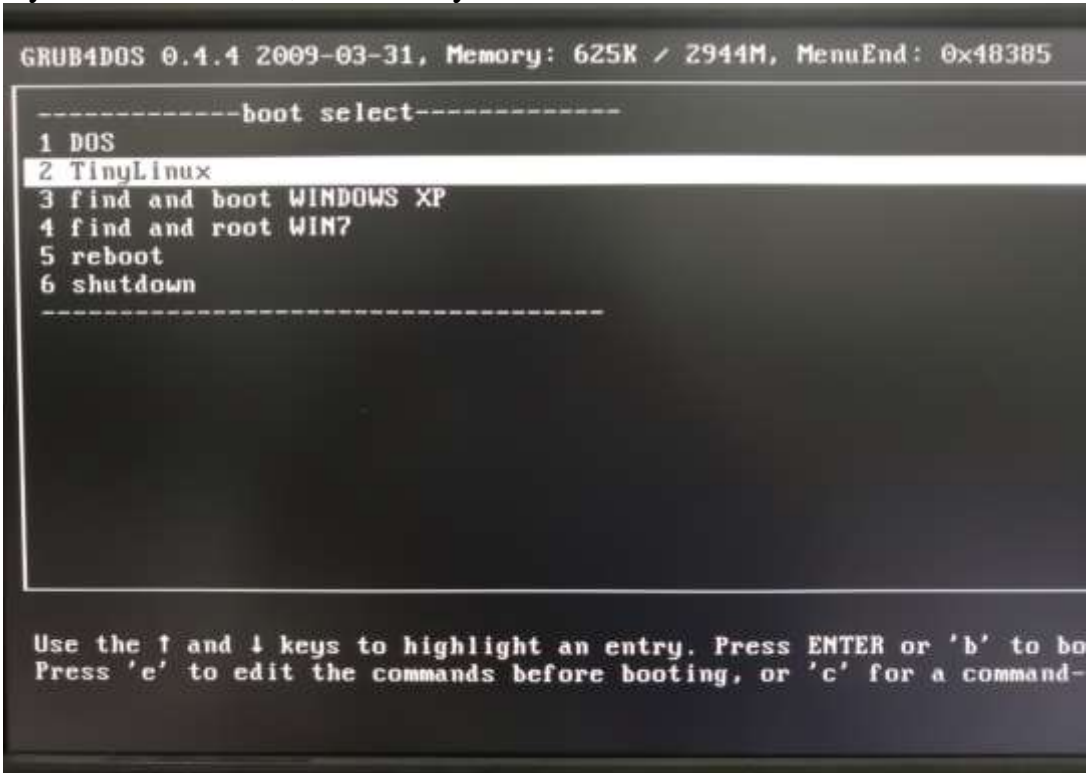 GRUB4DOS 0.4.4 2009-03-31, Memory: 625K / 2944M, MenuEnd: 0x48385
-------------boot select-------------
1 DOS
2 TinyLinux
3 find and boot WINDOWS XP
4 find and root WIN7
5 reboot
6 shutdown
------------------------------------
Use the ↑ and ↓ keys to highlight an entry. Press ENTER or 'b' to bo
Press 'e' to edit the commands before booting, or 'c' for a command-